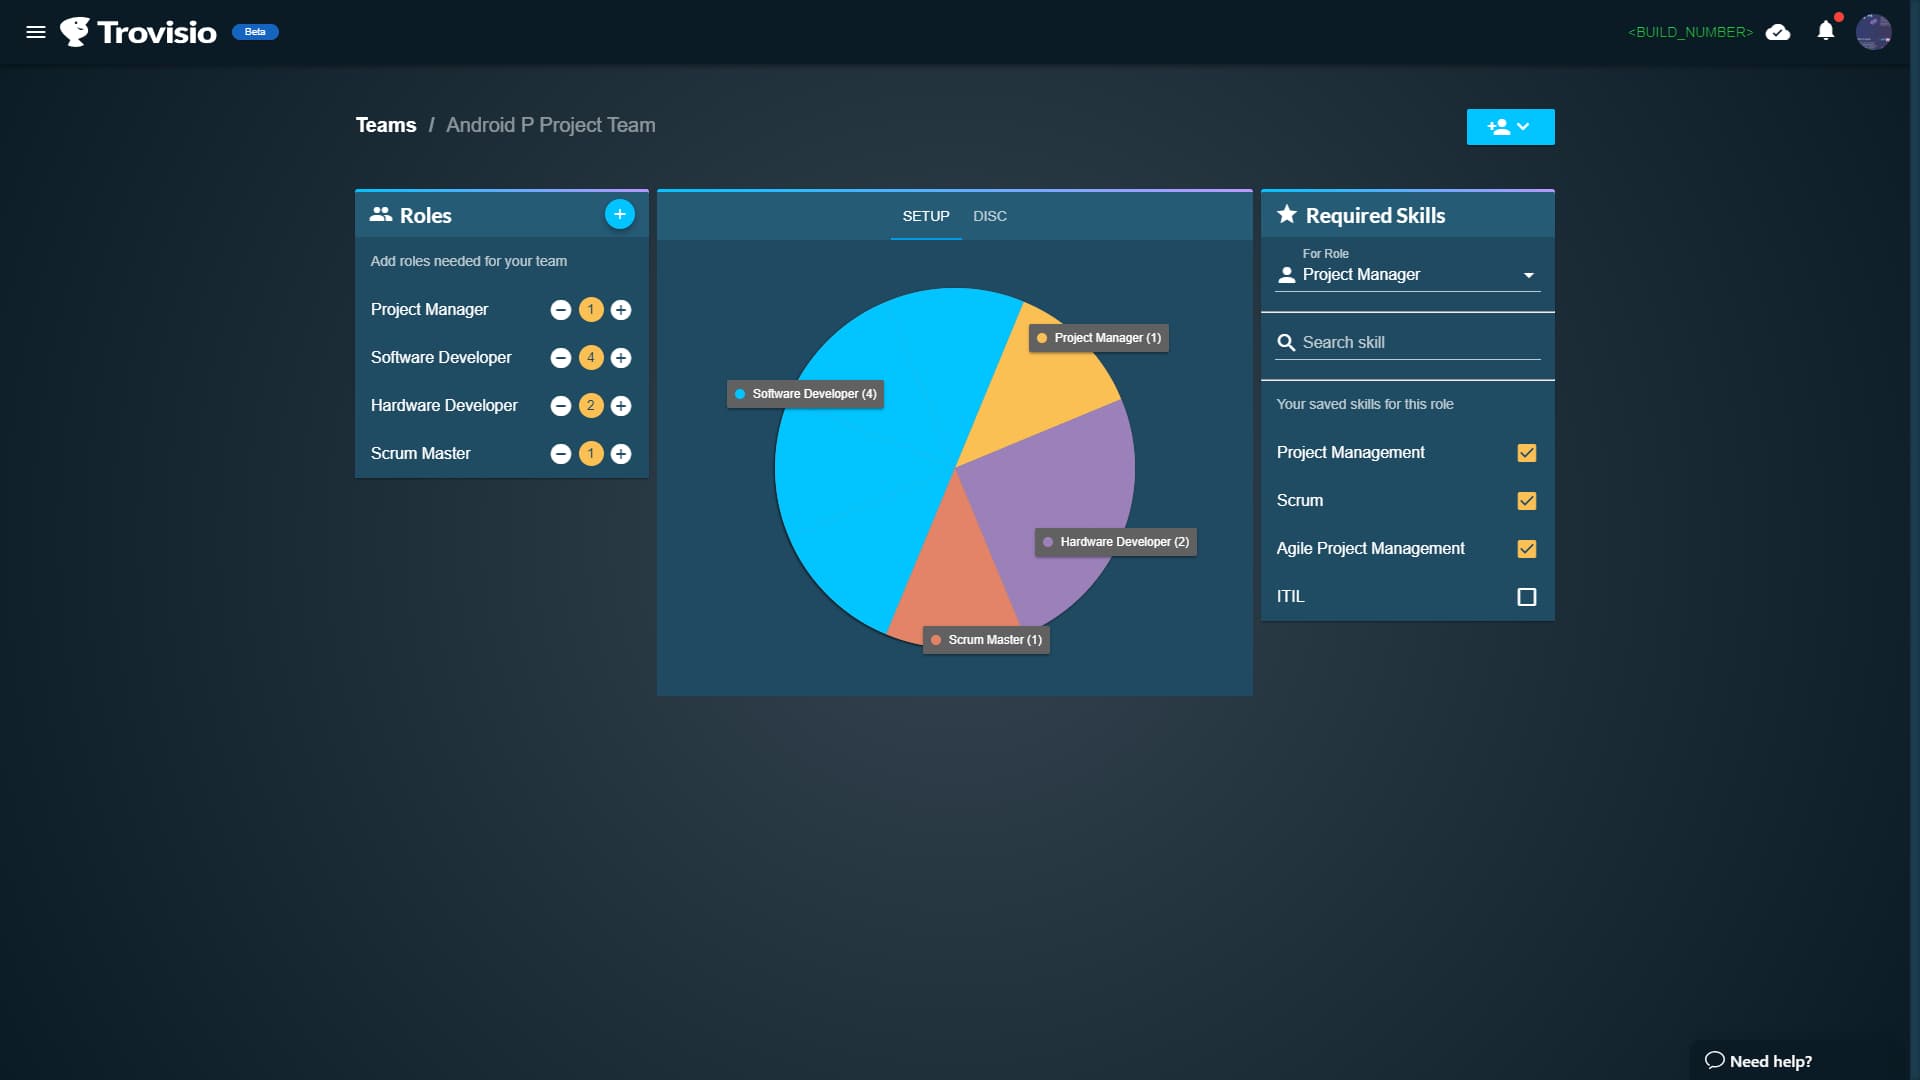 Trovisio Beta
<BUILD_NUMBER>
Teams / Android P Project Team
Roles
Add roles needed for your team
Project Manager 1
Software Developer 4
Hardware Developer 2
Scrum Master 1
SETUP DISC
Project Manager (1)
Software Developer (4)
Hardware Developer (2)
Scrum Master (1)
Required Skills
For Role
Project Manager
Search skill
Your saved skills for this role
Project Management
Scrum
Agile Project Management
ITIL
Need help?